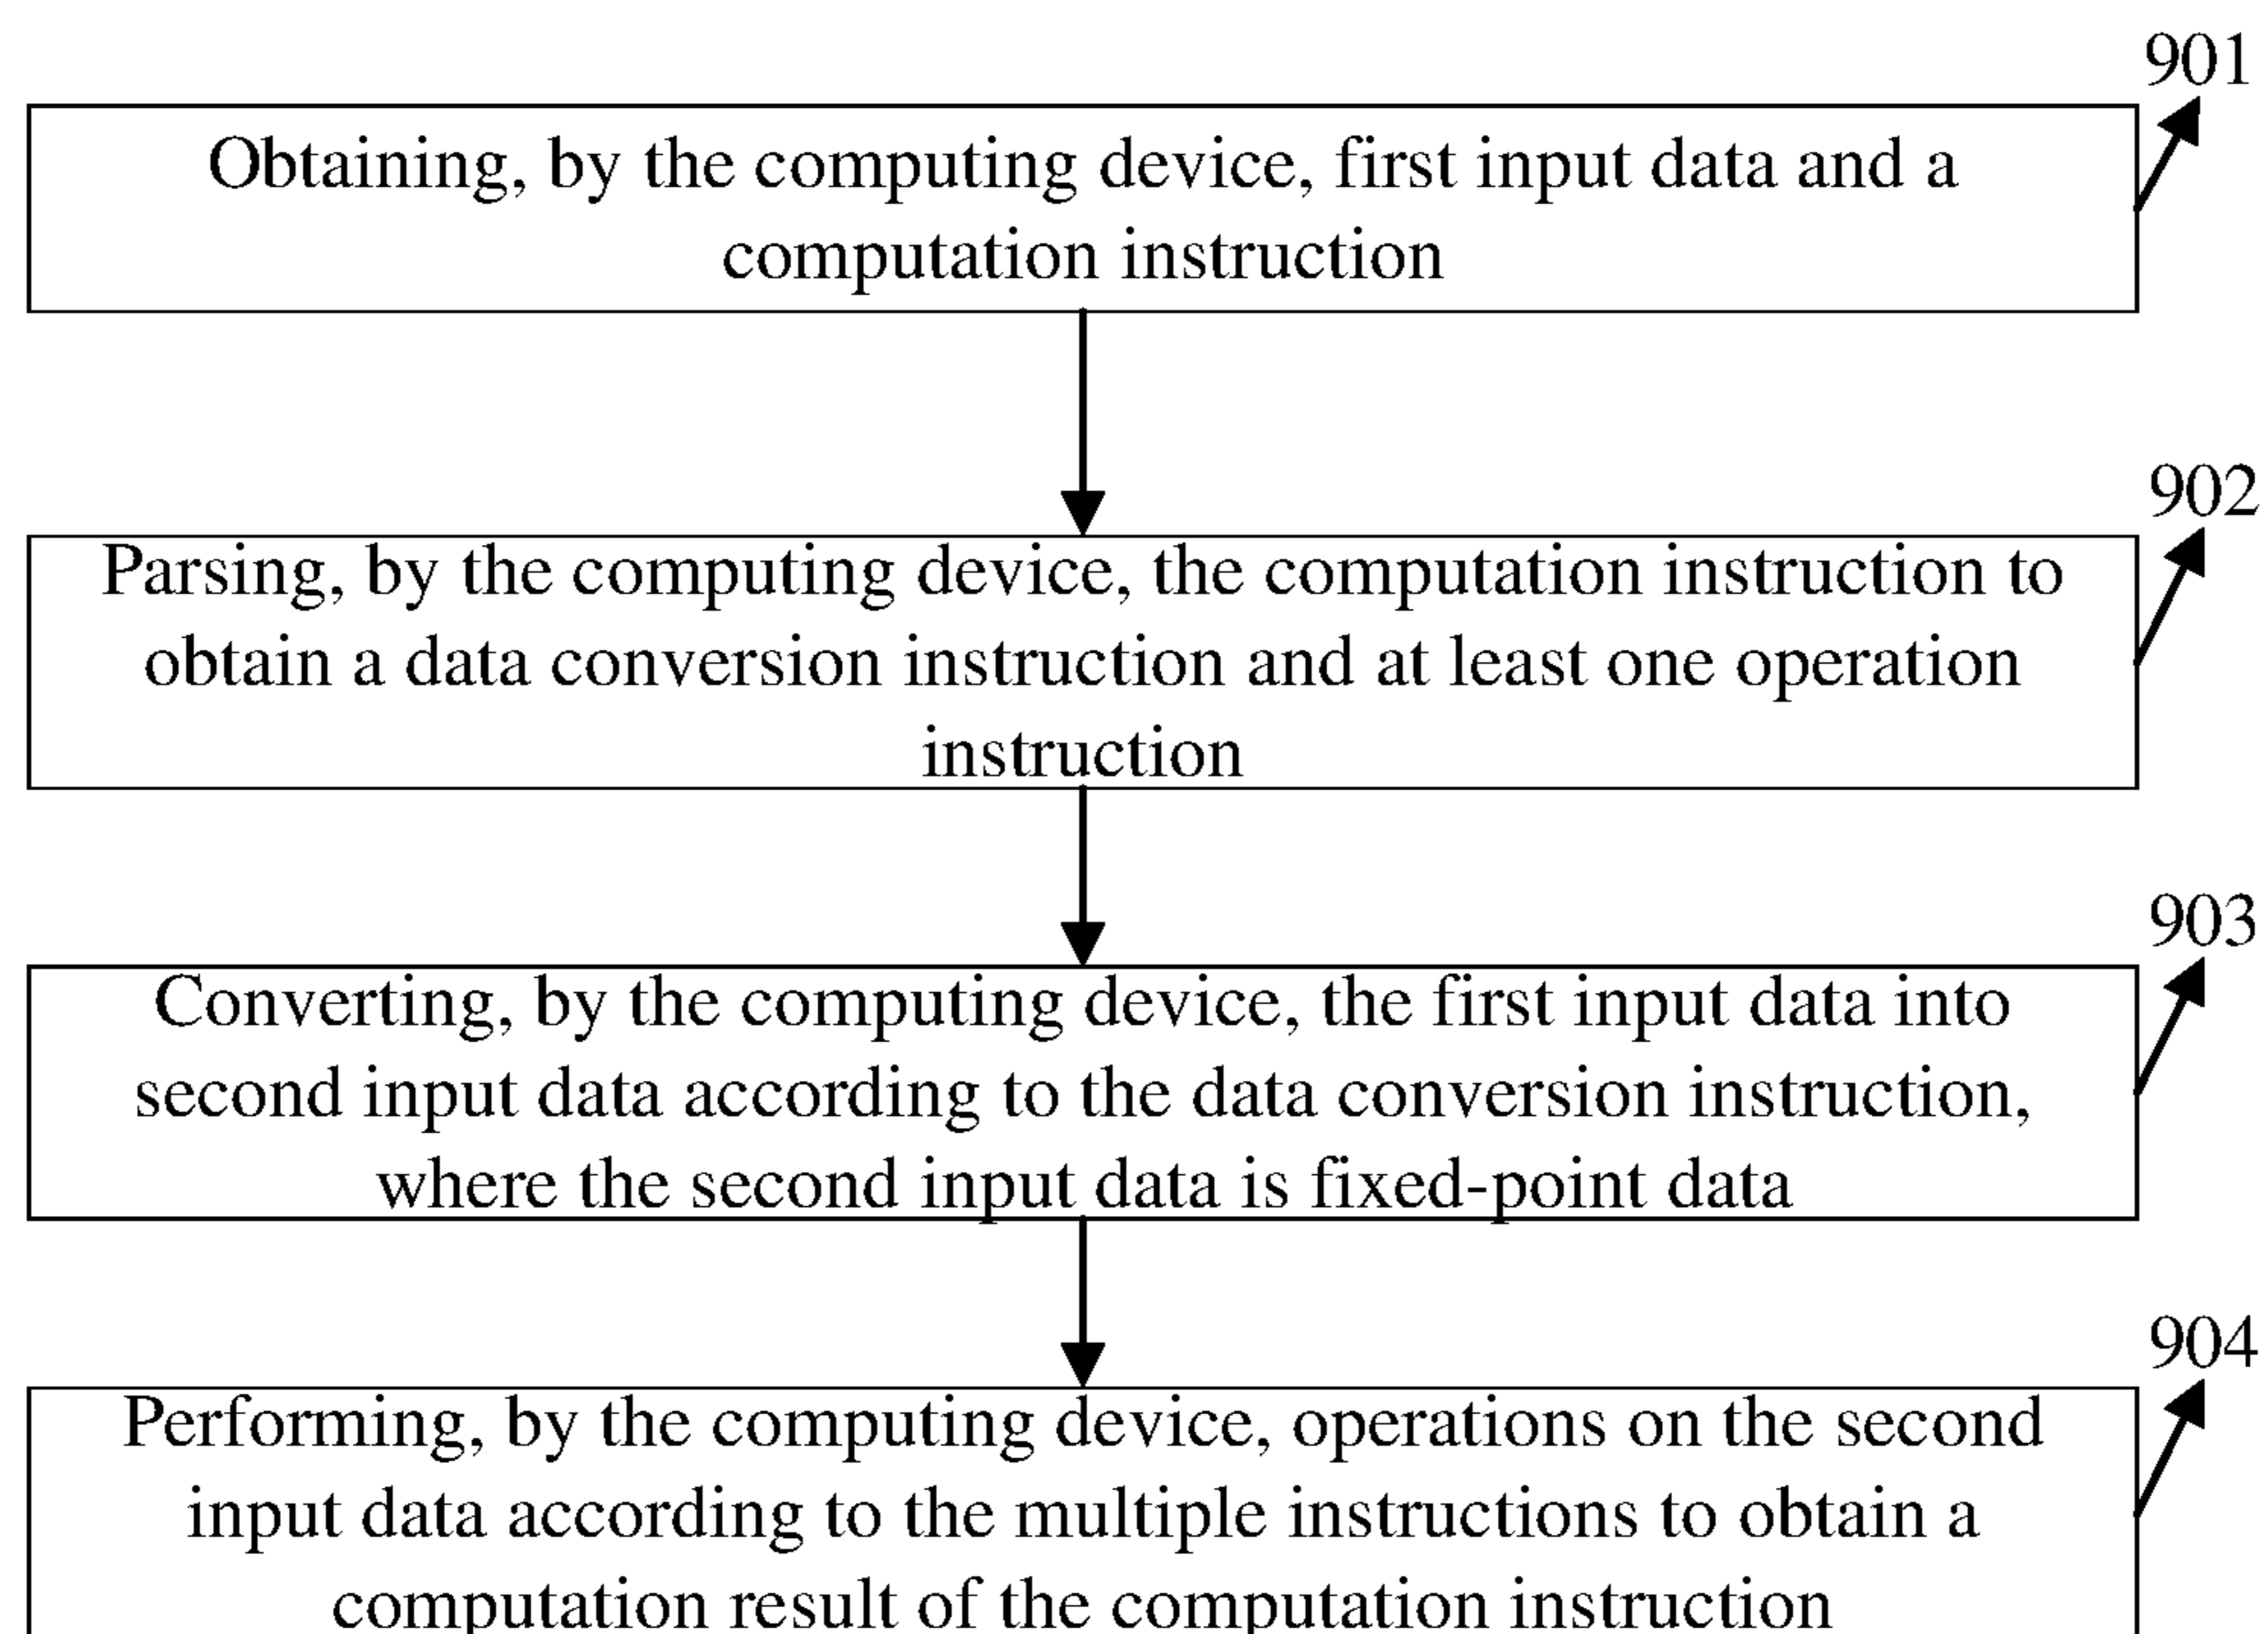 901
Obtaining, by the computing device, first input data and a
computation instruction
902
Parsing, by the computing device, the computation instruction to
obtain a data conversion instruction and at least one operation
instruction
903
Converting, by the computing device, the first input data into
second input data according to the data conversion instruction,
where the second input data is fixed-point data
904
Performing, by the computing device, operations on the second
input data according to the multiple instructions to obtain a
computation result of the computation instruction